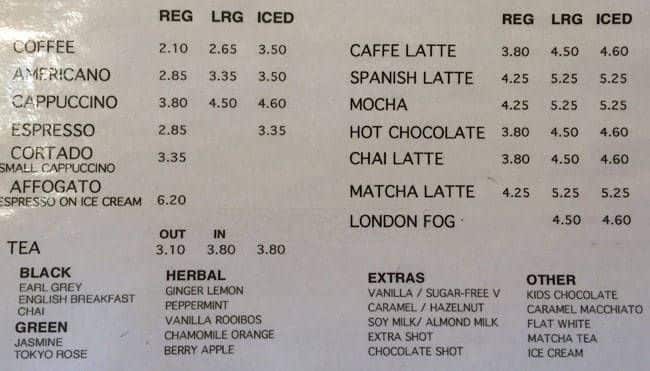 REG LRG ICED
COFFEE 2.10 2.65 3.50
AMERICANO 2.85 3.35 3.50
CAPPUCCINO 3.80 4.50 4.60
ESPRESSO 2.85 3.35
CORTADO 3.35
SMALL CAPPUCCINO
AFFOGATO
ESPRESSO ON ICE CREAM 6.20
OUT IN
TEA 3.10 3.80 3.80
BLACK
EARL GREY
ENGLISH BREAKFAST
CHAI
GREEN
JASMINE
TOKYO ROSE
HERBAL
GINGER LEMON
PEPPERMINT
VANILLA ROOIBOS
CHAMOMILE ORANGE
BERRY APPLE
REG LRG ICED
CAFFE LATTE 3.80 4.50 4.60
SPANISH LATTE 4.25 5.25 5.25
MOCHA 4.25 5.25 5.25
HOT CHOCOLATE 3.80 4.50 4.60
CHAI LATTE 3.80 4.50 4.60
MATCHA LATTE 4.25 5.25 5.25
LONDON FOG 4.50 4.60
EXTRAS
VANILLA / SUGAR-FREE V
CARAMEL / HAZELNUT
SOY MILK/ ALMOND MILK
EXTRA SHOT
CHOCOLATE SHOT
OTHER
KIDS CHOCOLATE
CARAMEL MACCHIATO
FLAT WHITE
MATCHA TEA
ICE CREAM